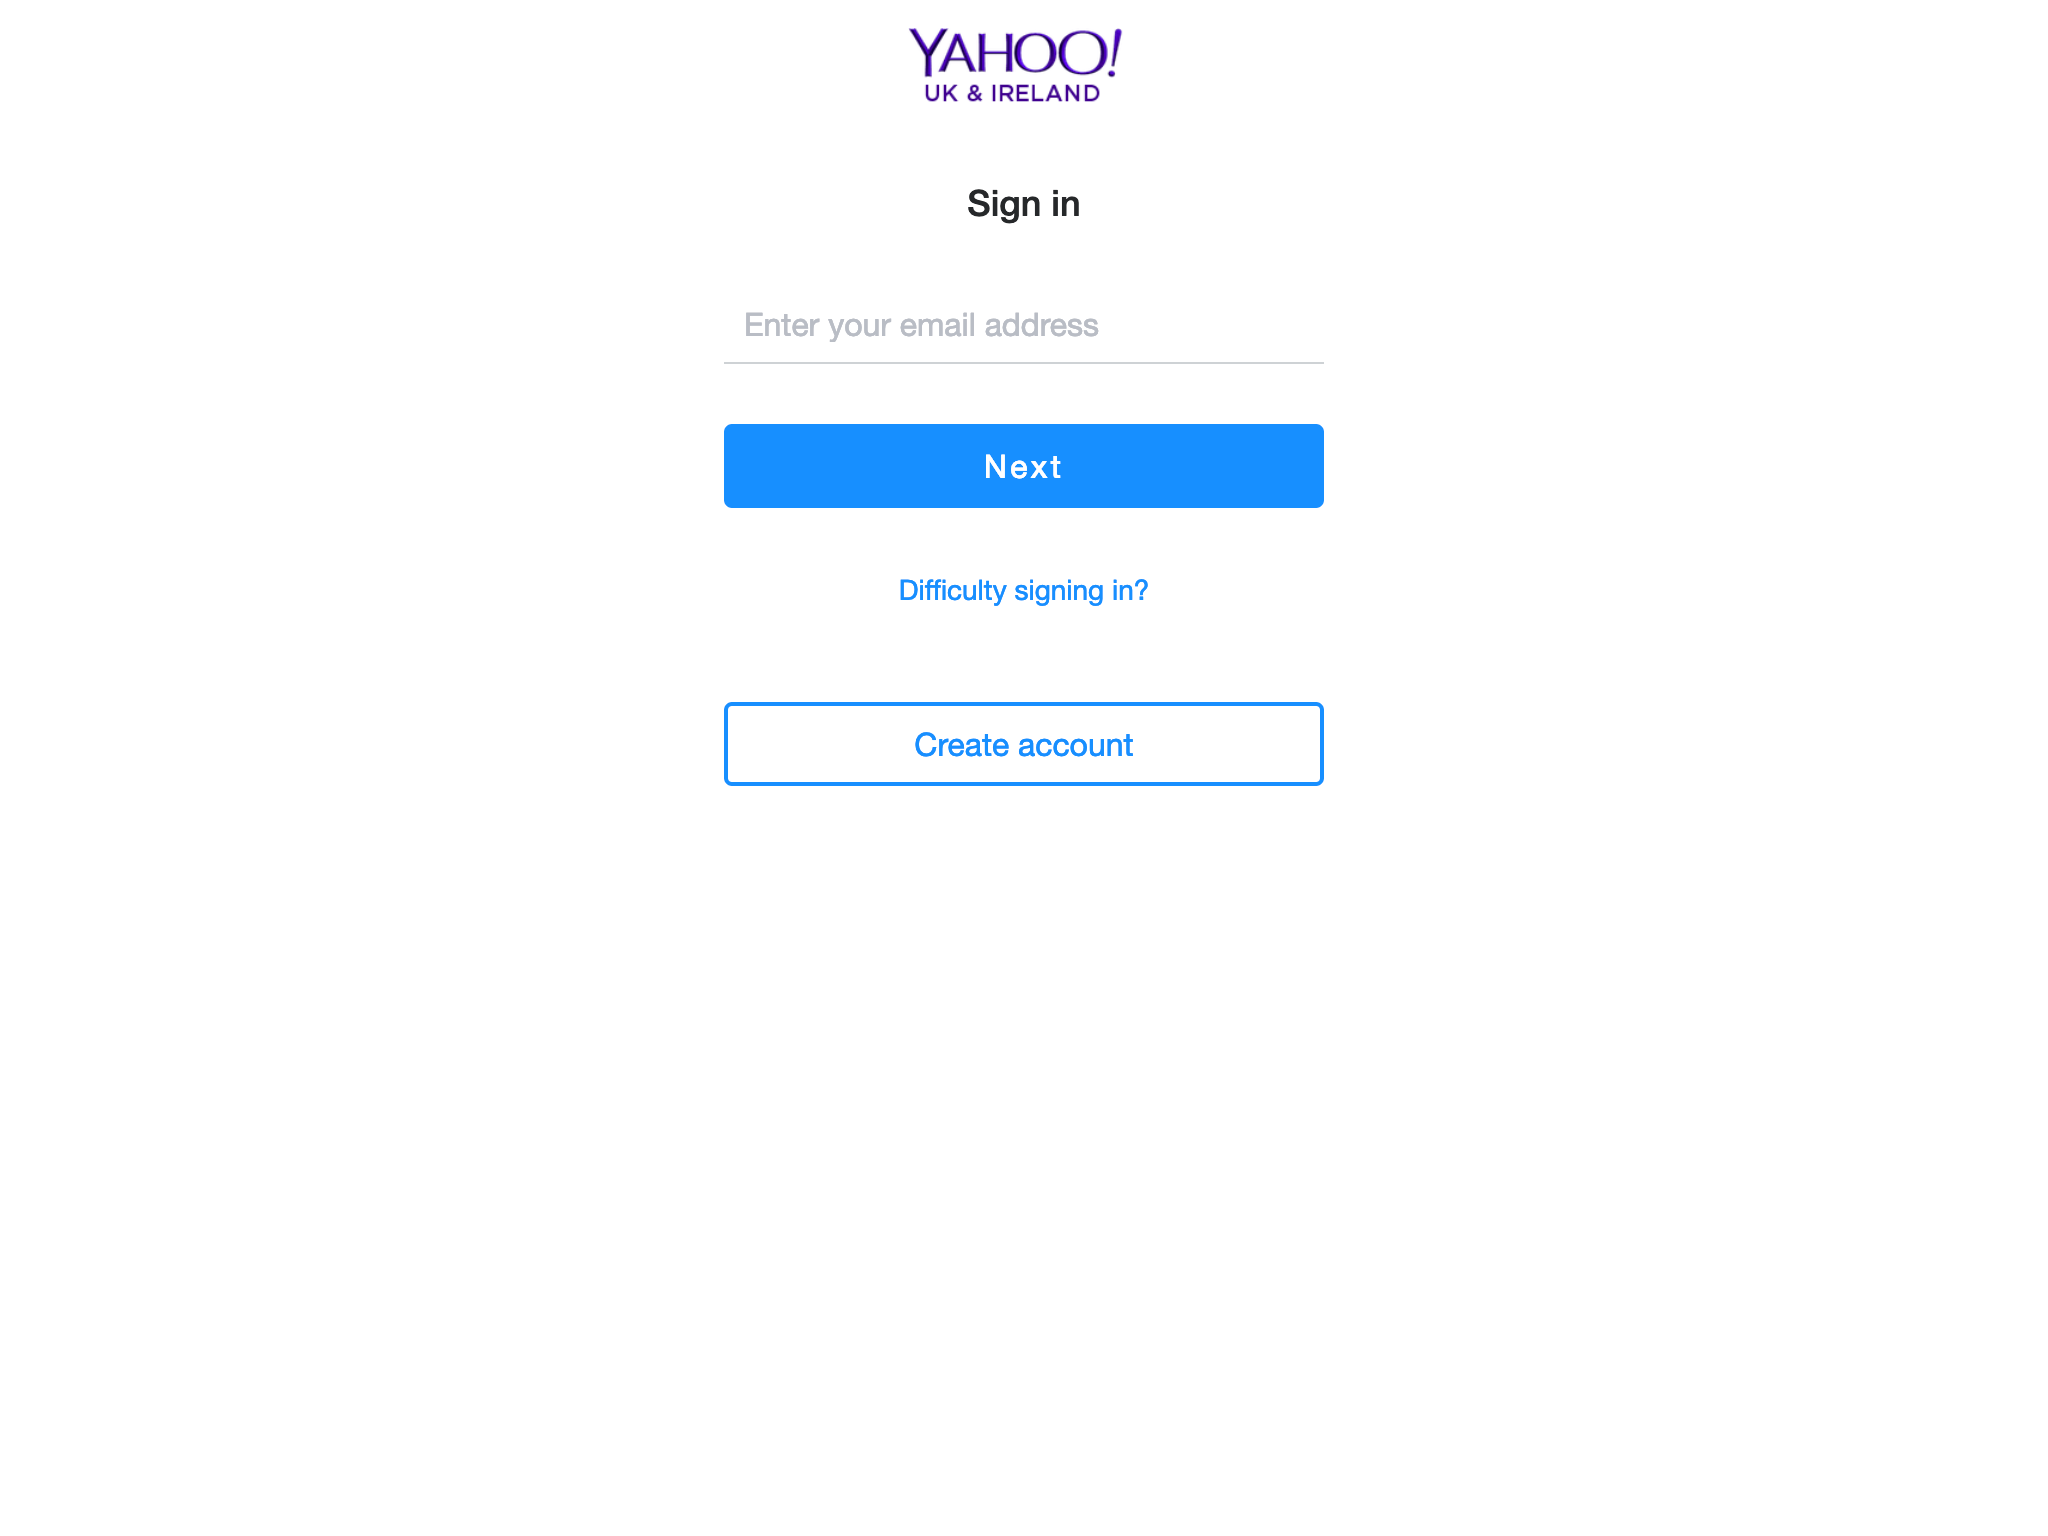 YAHOO!
UK & IRELAND
Sign in
Enter your email address
Next
Difficulty signing in?
Create account